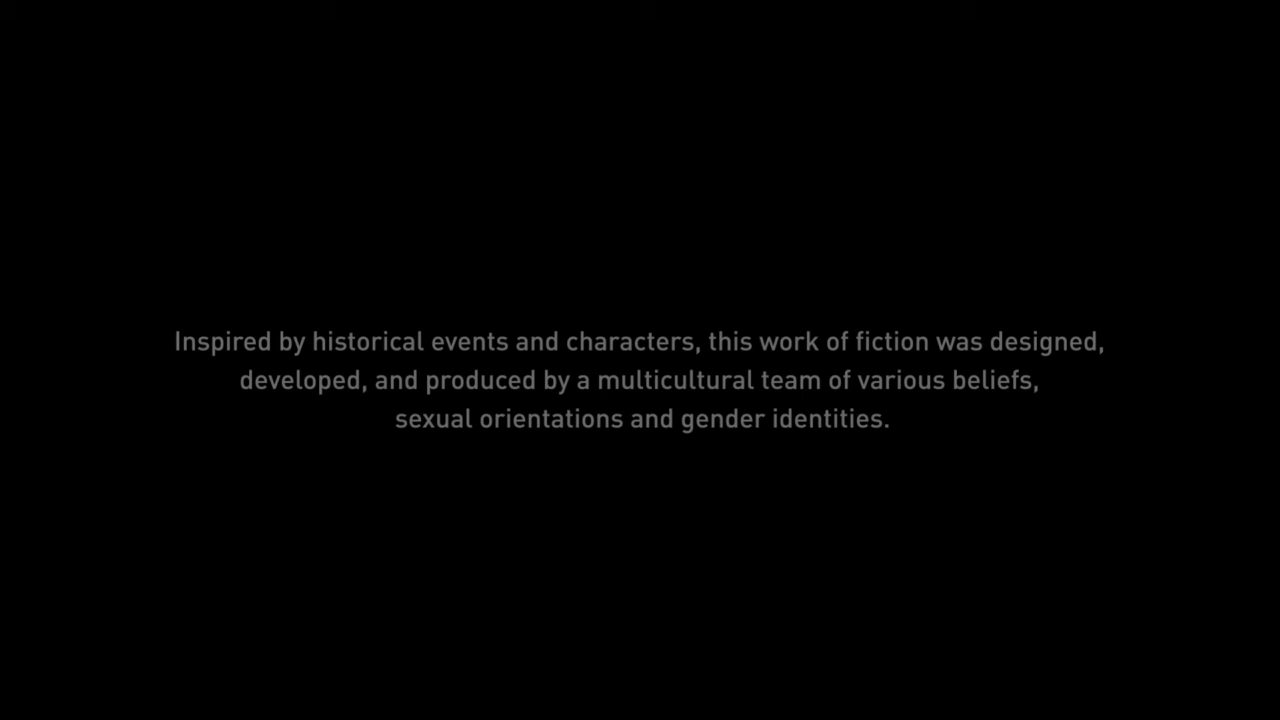 Inspired by historical events and characters, this work of fiction was designed,
developed, and produced by a multicultural team of various beliefs,
sexual orientations and gender identities.